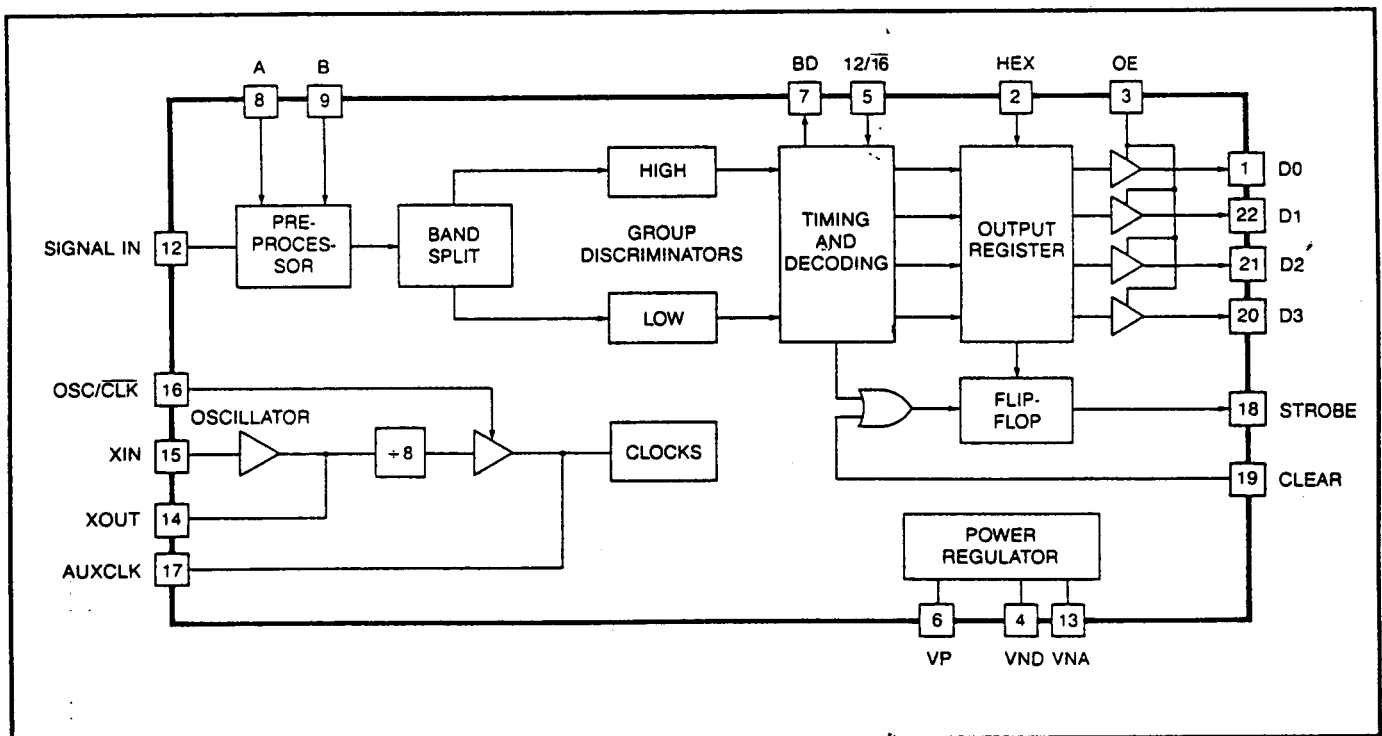 A B BD 12/1̅6̅ HEX OE
8 9 7 5 2 3
HIGH
1 D0
PRE-
PROCES-
SOR
BAND
SPLIT
GROUP
DISCRIMINATORS
TIMING
AND
DECODING
OUTPUT
REGISTER
22 D1
SIGNAL IN 12
21 D2
LOW
20 D3
OSC/C̅L̅K̅ 16
OSCILLATOR
FLIP-
FLOP
18 STROBE
XIN 15
÷8
CLOCKS
19 CLEAR
XOUT 14
POWER
REGULATOR
AUXCLK 17
6 4 13
VP VND VNA